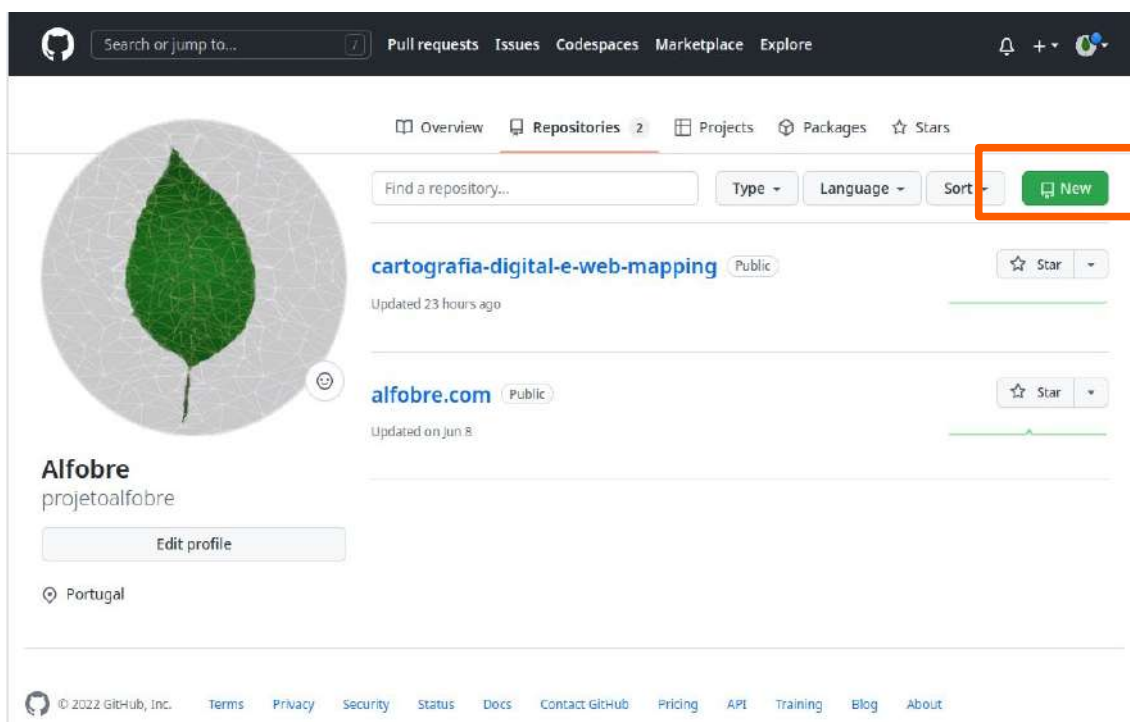 Search or jump to... / Pull requests Issues Codespaces Marketplace Explore
Overview Repositories 2 Projects Packages Stars
Find a repository... Type Language Sort New
cartografia-digital-e-web-mapping Public Star
Updated 23 hours ago
alfobre.com Public Star
Updated on Jun 8
Alfobre
projetoalfobre
Edit profile
Portugal
© 2022 GitHub, Inc. Terms Privacy Security Status Docs Contact GitHub Pricing API Training Blog About